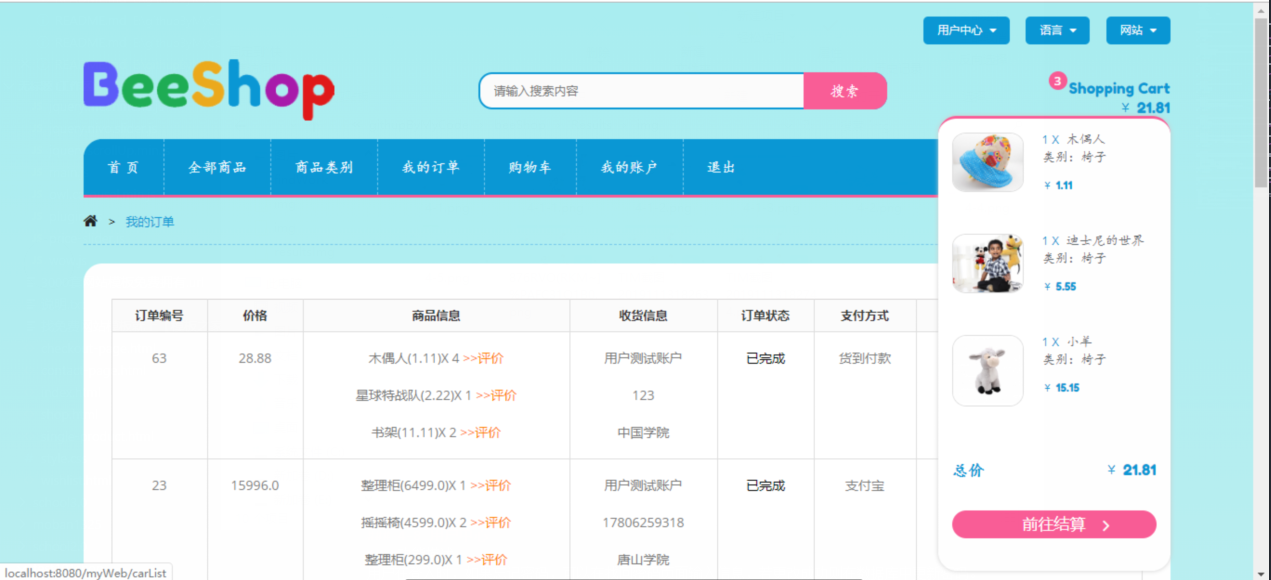 用户中心 语言 网站
BeeShop
请输入搜素内容 搜索
3 Shopping Cart
¥ 21.81
首页 全部商品 商品类别 我的订单 购物车 我的账户 退出
> 我的订单
1 X 木偶人
类别: 椅子
¥ 1.11
1 X 迪士尼的世界
类别: 椅子
¥ 5.55
1 X 小羊
类别: 椅子
¥ 15.15
总价 ¥ 21.81
前往结算
订单编号 价格 商品信息 收货信息 订单状态 支付方式
63 28.88 木偶人(1.11)X 4 >>评价 用户测试账户 已完成 货到付款
星球特战队(2.22)X 1 >>评价 123
书架(11.11)X 2 >>评价 中国学院
23 15996.0 整理柜(6499.0)X 1 >>评价 用户测试账户 已完成 支付宝
摇摇椅(4599.0)X 2 >>评价 17806259318
整理柜(299.0)X 1 >>评价 唐山学院
localhost:8080/myWeb/carList